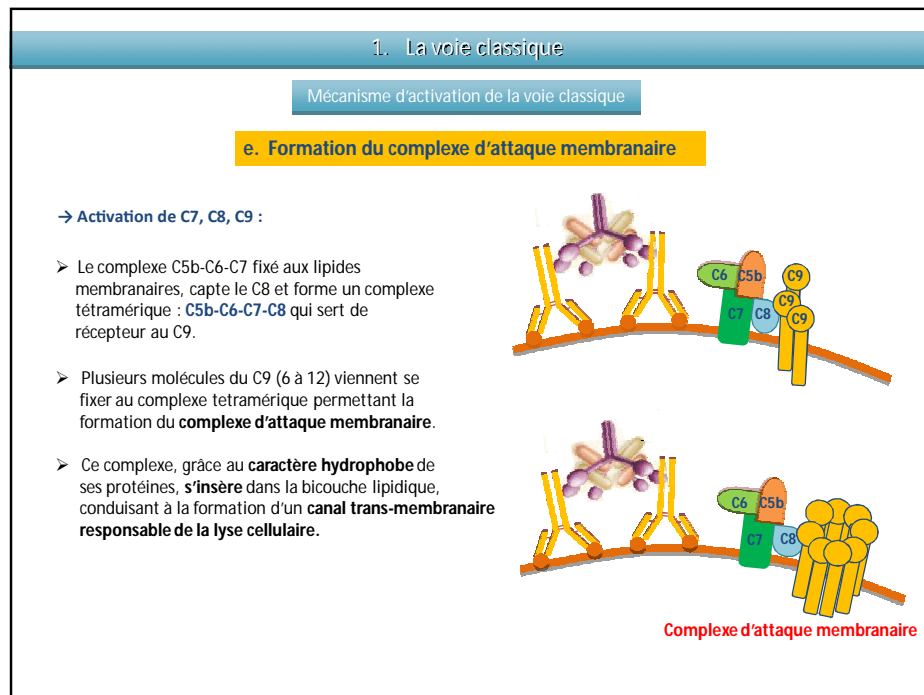 1. La voie classique
Mécanisme d'activation de la voie classique
e. Formation du complexe d'attaque membranaire
→ Activation de C7, C8, C9 :
➢ Le complexe C5b-C6-C7 fixé aux lipides
membranaires, capte le C8 et forme un complexe
tétramérique : C5b-C6-C7-C8 qui sert de
récepteur au C9.
➢ Plusieurs molécules du C9 (6 à 12) viennent se
fixer au complexe tetramérique permettant la
formation du complexe d'attaque membranaire.
➢ Ce complexe, grâce au caractère hydrophobe de
ses protéines, s'insère dans la bicouche lipidique,
conduisant à la formation d'un canal trans-membranaire
responsable de la lyse cellulaire.
C6 C5b C9
C9
C7 C8 C9
C6 C5b
C7 C8
Complexe d'attaque membranaire